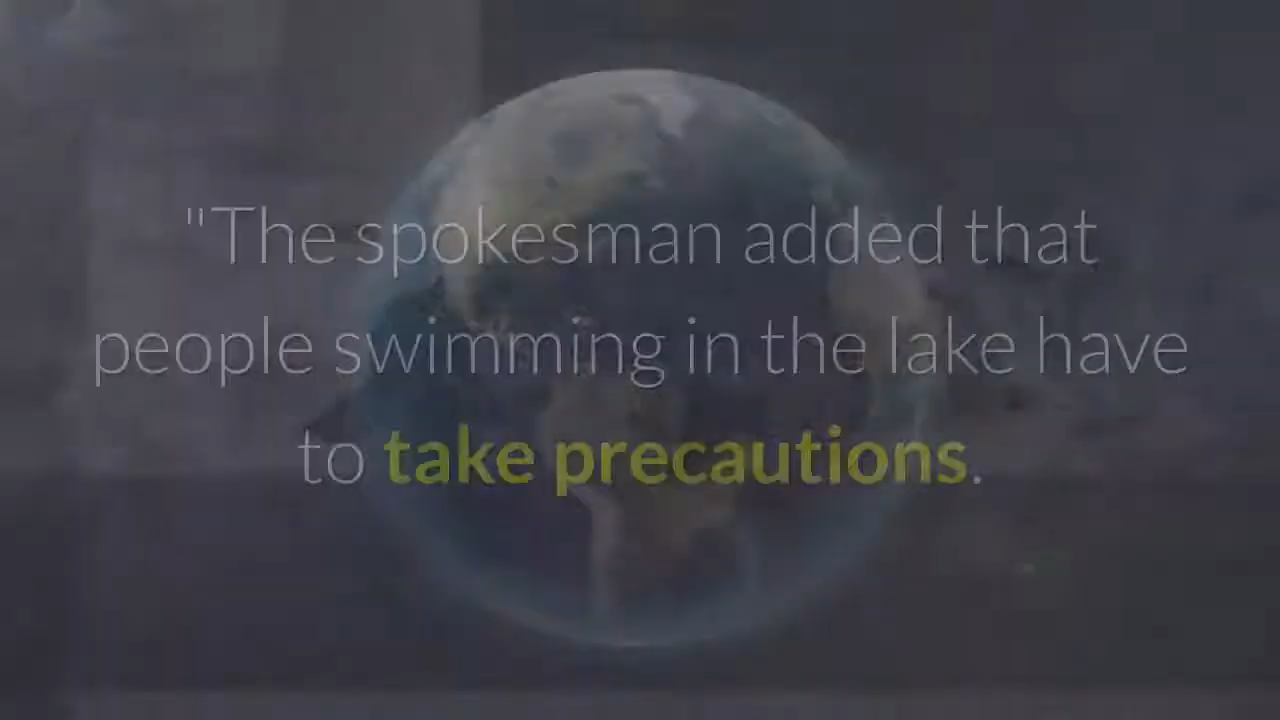 "The spokesman added that
people swimming in the lake have
to take precautions.